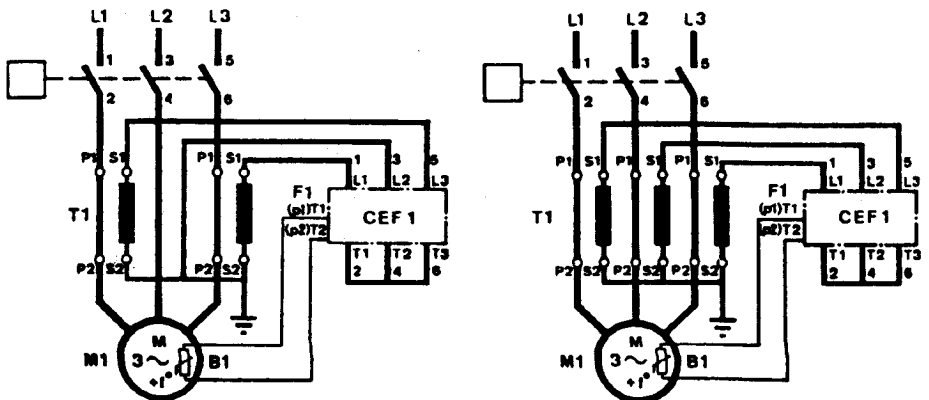 L1 L2 L3
1 3 5
2 4 6
P1 S1 P1 S1 1 3 5
L1 L2 L3
F1
T1 (p1)T1 CEF 1
(p2)T2
P2 S2 P2 S2 T1 T2 T3
2 4 6
M
M1 3~ B1
+t°
L1 L2 L3
1 3 5
2 4 6
P1 S1 P1 S1 P1 S1 1 3 5
L1 L2 L3
F1
T1 (p1)T1 CEF 1
(p2)T2
P2 S2 P2 S2 P2 S2 T1 T2 T3
2 4 6
M
M1 3~ B1
+t°